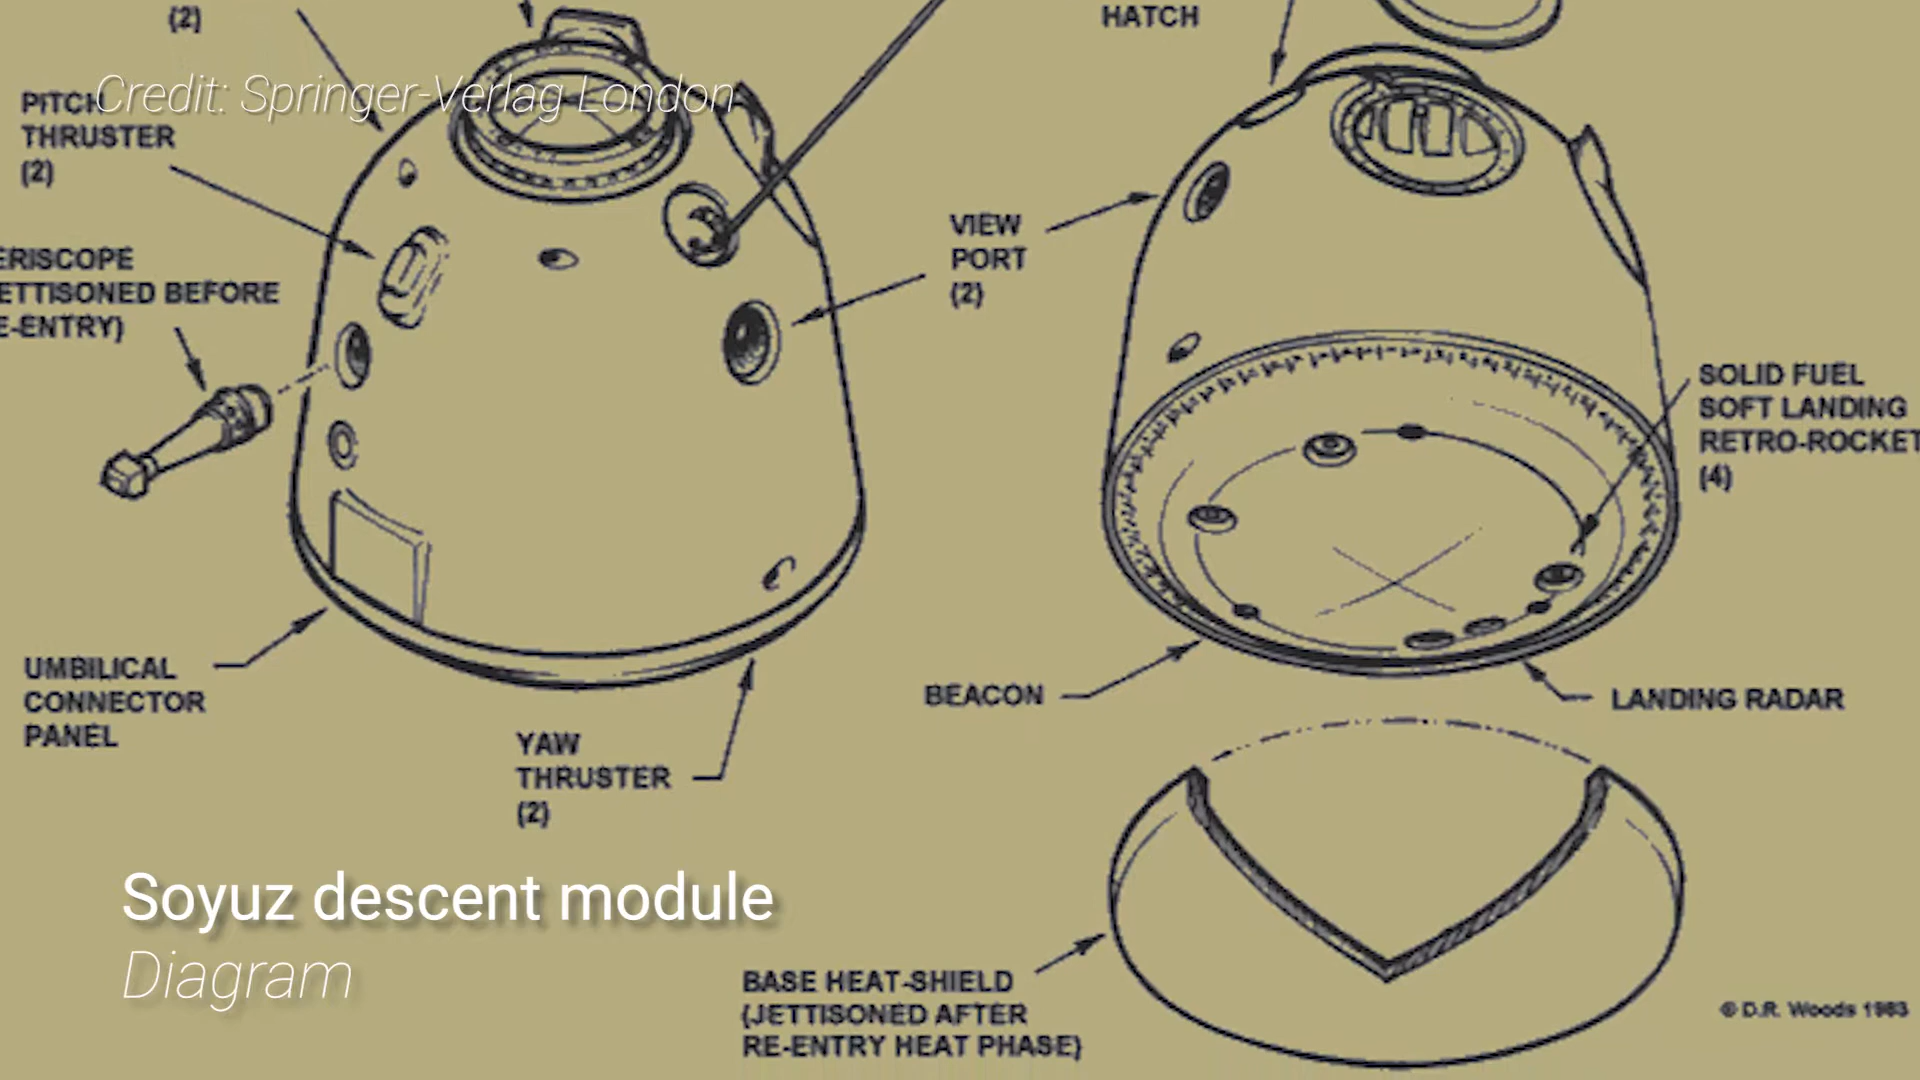 (2)
HATCH
Credit: Springer-Verlag London
PITCH
THRUSTER
(2)
ERISCOPE
ETTISONED BEFORE
E-ENTRY)
VIEW
PORT
(2)
SOLID FUEL
SOFT LANDING
RETRO-ROCKET
(4)
UMBILICAL
CONNECTOR
PANEL
YAW
THRUSTER
(2)
BEACON
LANDING RADAR
Soyuz descent module
Diagram
BASE HEAT-SHIELD
(JETTISONED AFTER
RE-ENTRY HEAT PHASE)
© D.R. Woods 1983